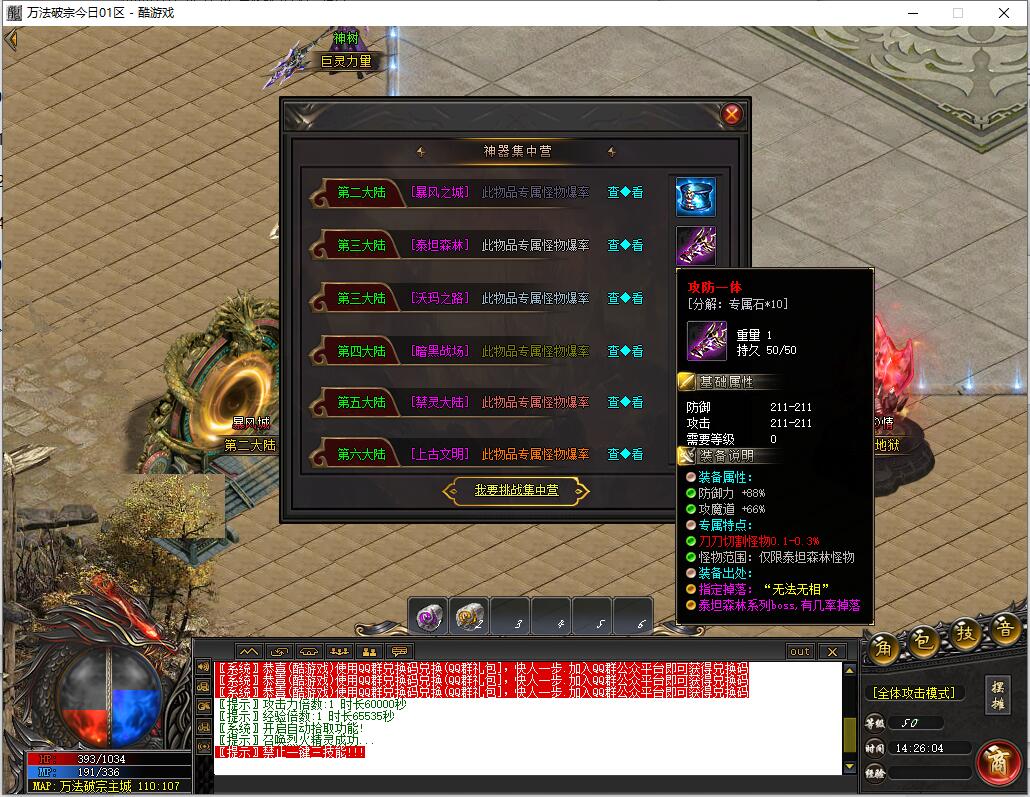 万法破宗今日01区 - 酷游戏
神树
巨灵力量
神器集中营
第二大陆 [暴风之城] 此物品专属怪物爆率 查◆看
第三大陆 [泰坦森林] 此物品专属怪物爆率 查◆看
第三大陆 [沃玛之路] 此物品专属怪物爆率 查◆看
第四大陆 [暗黑战场] 此物品专属怪物爆率 查◆看
第五大陆 [禁灵大陆] 此物品专属怪物爆率 查◆看
第六大陆 [上古文明] 此物品专属怪物爆率 查◆看
我要挑战集中营
攻防一体
[分解：专属石*10]
重量 1
持久 50/50
基础属性
防御 211-211
攻击 211-211
需要等级 0
装备说明
装备属性：
防御力 +88%
攻魔道 +66%
专属特点：
刀刀切割怪物0.1-0.3%
怪物范围：仅限泰坦森林怪物
装备出处：
指定掉落：“无法无相”
泰坦森林系列boss,有几率掉落
暴风城
第二大陆
情
地狱
2 3 4 5 6
out
〖系统〗恭喜(酷游戏)使用QQ群兑换码兑换(QQ群礼包]，快人一步,加入QQ群公众平台即可获得兑换码
〖系统〗恭喜(酷游戏)使用QQ群兑换码兑换(QQ群礼包]，快人一步,加入QQ群公众平台即可获得兑换码
〖系统〗恭喜(酷游戏)使用QQ群兑换码兑换(QQ群礼包]，快人一步,加入QQ群公众平台即可获得兑换码
〖提示〗攻击力倍数:1 时长60000秒
〖提示〗经验倍数:1 时长65535秒
〖系统〗开启自动拾取功能!
〖提示〗召唤烈火精灵成功...
〖提示〗禁止一键三技能!!!
HP: 393/1034
MP: 191/336
MAP: 万法破宗主城 110:107
角 包 技 音
[全体攻击模式]
摆摊
等级 50
时间 14:26:04
经验
商